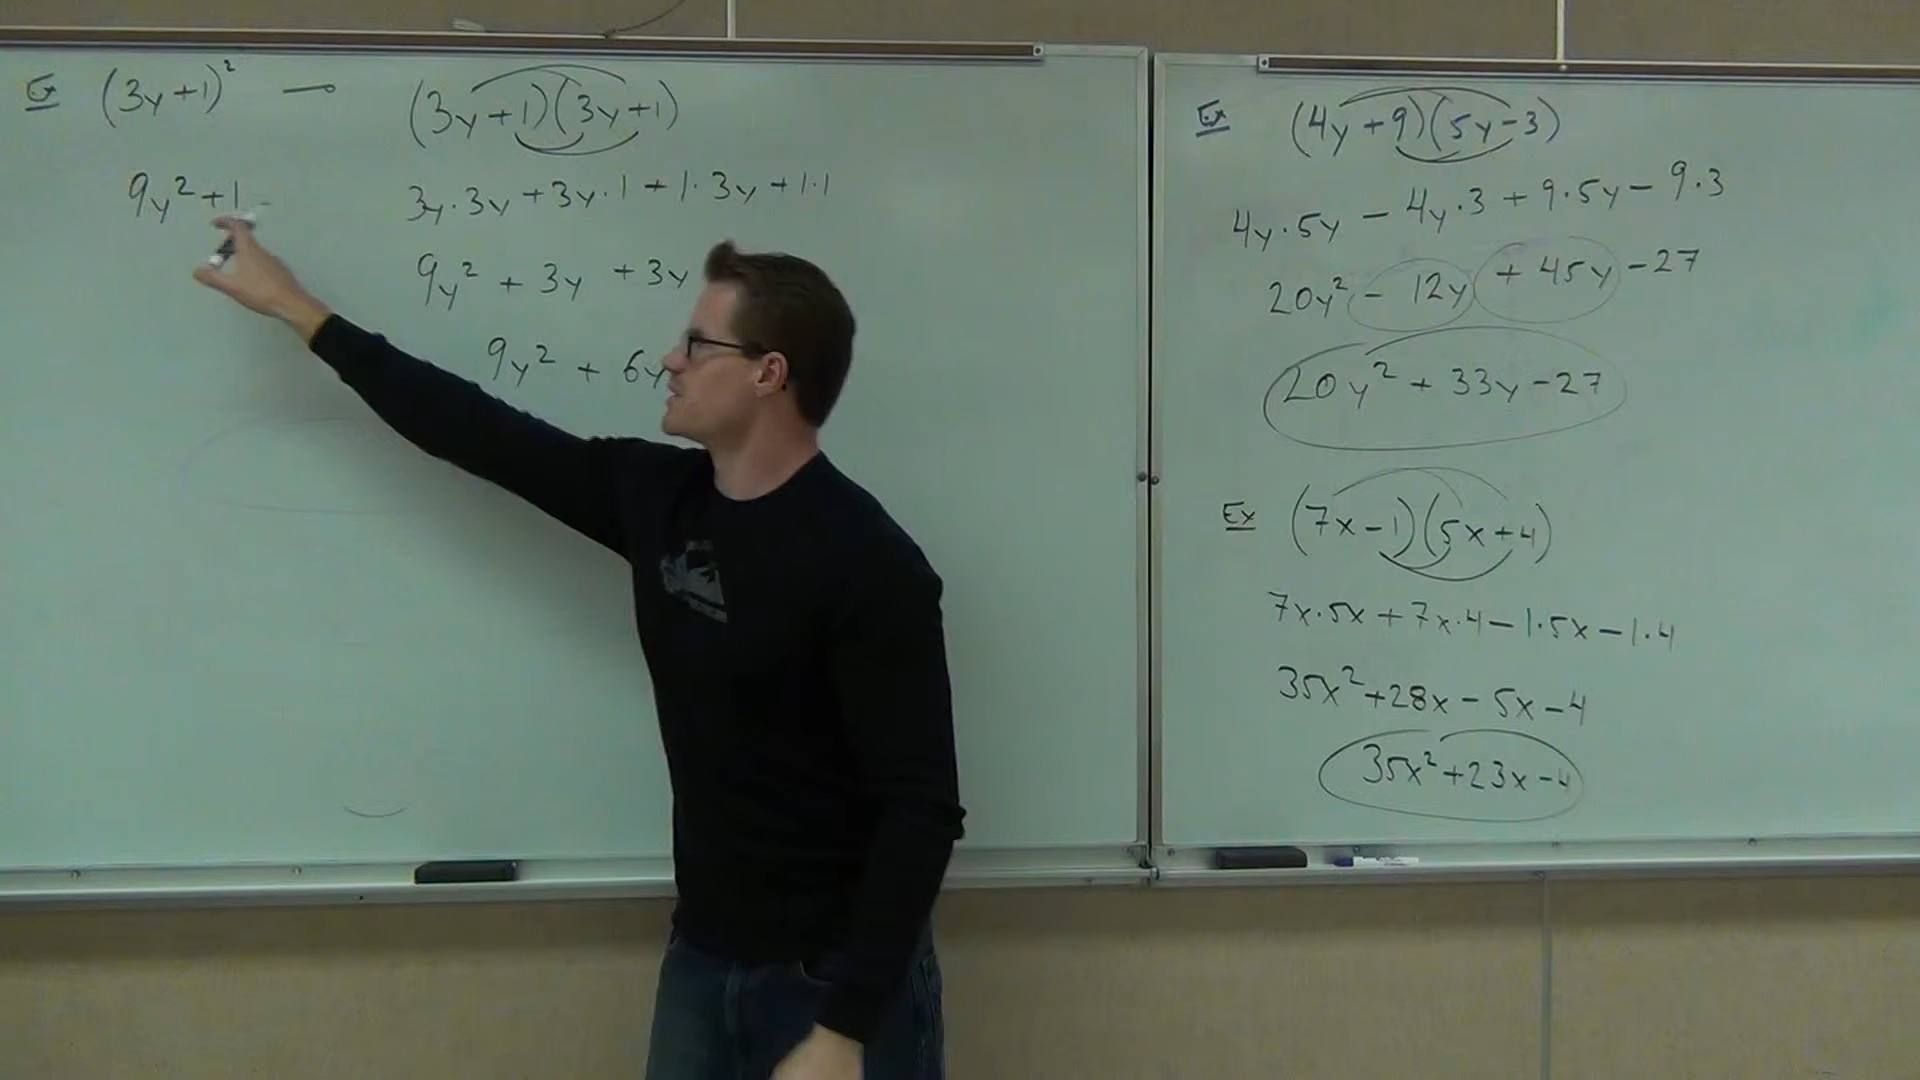 Ex (3y+1)² — (3y+1)(3y+1)
9y²+1
3y·3y+3y·1+1·3y+1·1
9y² + 3y + 3y
9y² + 6y
Ex (4y+9)(5y-3)
4y·5y - 4y·3 + 9·5y - 9·3
20y² - 12y + 45y - 27
20y² + 33y - 27
Ex (7x-1)(5x+4)
7x·5x + 7x·4 - 1·5x - 1·4
35x² + 28x - 5x - 4
35x² + 23x - 4